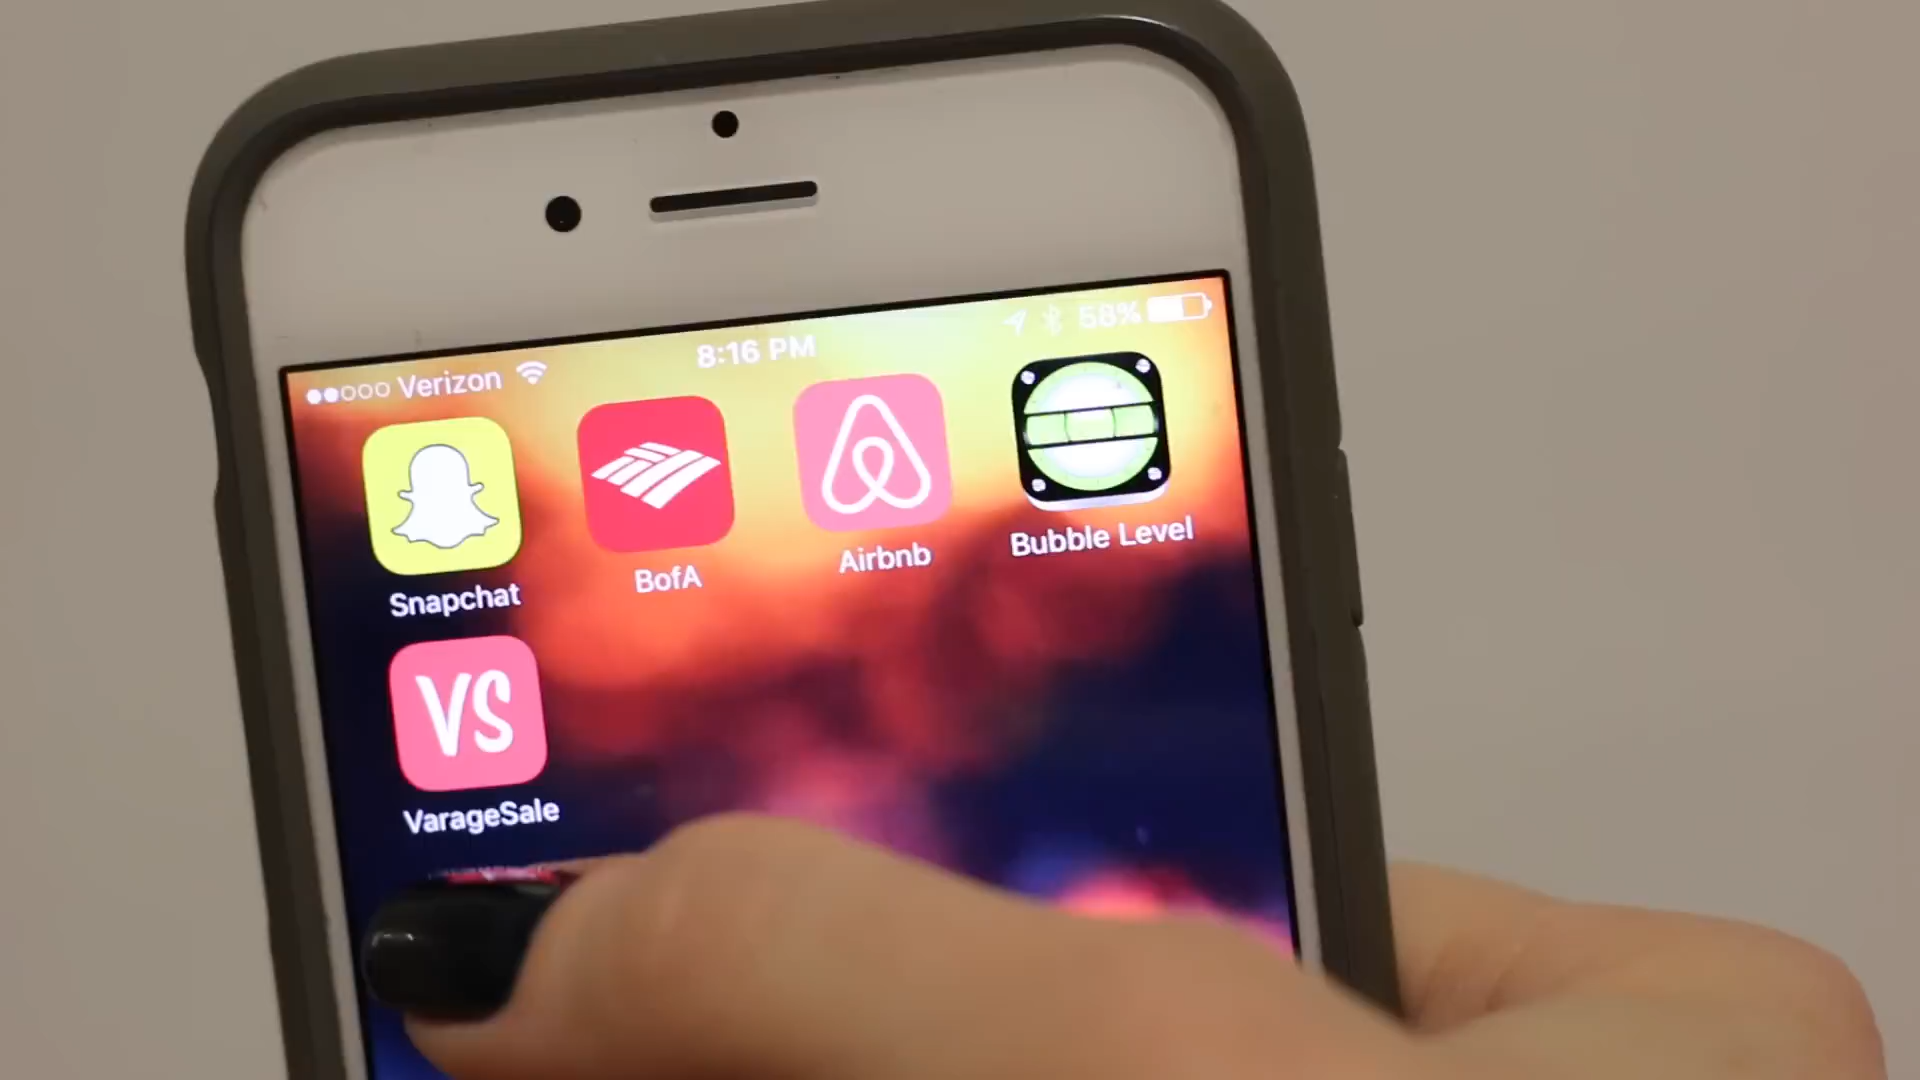 Verizon 8:16 PM 58%
Snapchat BofA Airbnb Bubble Level
VS
VarageSale